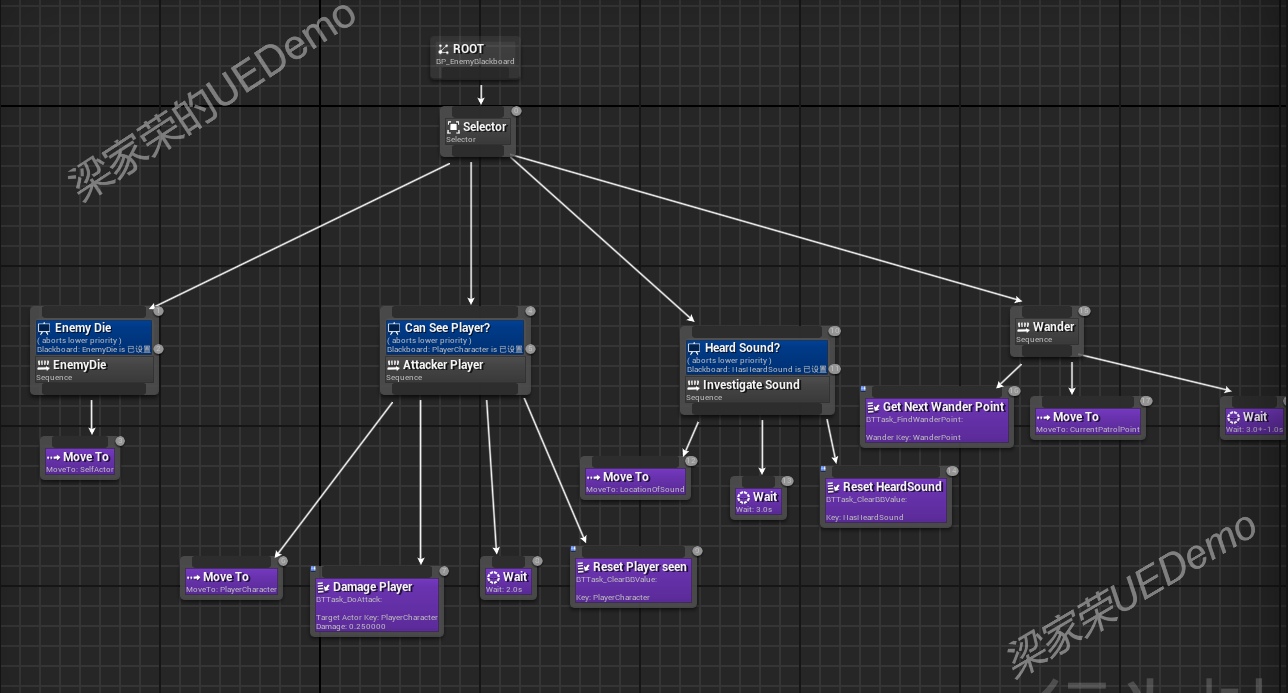 梁家荣的UEDemo
ROOT
BP_EnemyBlackboard
Selector
Selector
Enemy Die
( aborts lower priority )
Blackboard: EnemyDie is 已设置
EnemyDie
Sequence
Move To
MoveTo: SelfActor
Can See Player?
( aborts lower priority )
Blackboard: PlayerCharacter is 已设置
Attacker Player
Sequence
Move To
MoveTo: PlayerCharacter
Damage Player
BTTask_DoAttack:
Target Actor Key: PlayerCharacter
Damage: 0.250000
Wait
Wait: 2.0s
Reset Player seen
BTTask_ClearBBValue:
Key: PlayerCharacter
Heard Sound?
( aborts lower priority )
Blackboard: HasHeardSound is 已设置
Investigate Sound
Sequence
Move To
MoveTo: LocationOfSound
Wait
Wait: 3.0s
Reset HeardSound
BTTask_ClearBBValue:
Key: HasHeardSound
Wander
Sequence
Get Next Wander Point
BTTask_FindWanderPoint:
Wander Key: WanderPoint
Move To
MoveTo: CurrentPatrolPoint
Wait
Wait: 3.0+-1.0s
梁家荣UEDemo